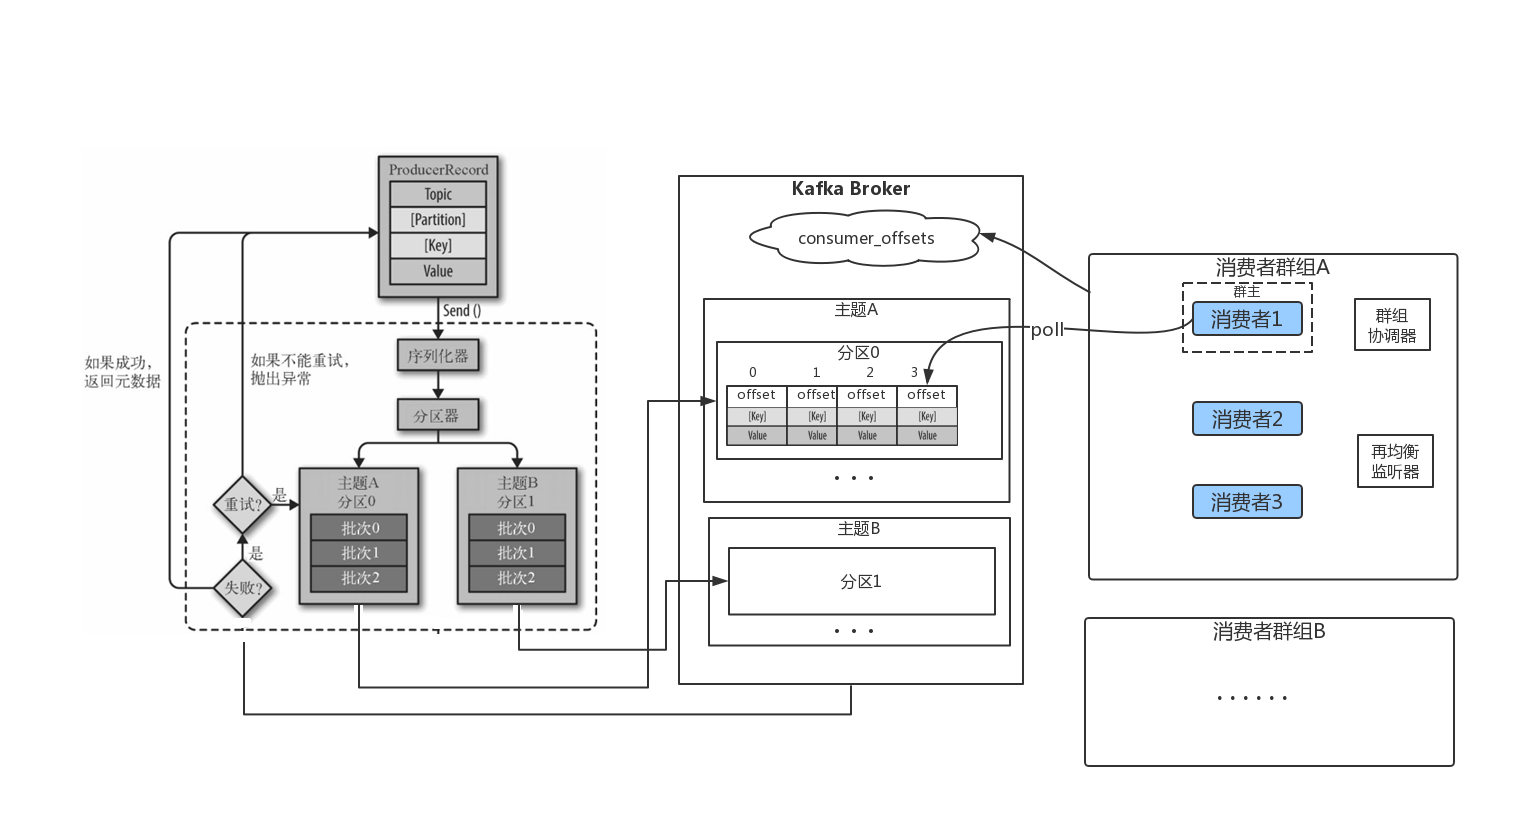 ProducerRecord
Topic
[Partition]
[Key]
Value
Send ()
序列化器
分区器
如果成功，
返回元数据
如果不能重试，
抛出异常
主题A
分区0
批次0
批次1
批次2
主题B
分区1
批次0
批次1
批次2
重试?
是
是
失败?
Kafka Broker
consumer_offsets
主题A
分区0
0 1 2 3
offset offset offset offset
[Key] [Key] [Key] [Key]
Value Value Value Value
• • •
主题B
分区1
• • •
poll
消费者群组A
群主
消费者1
群组
协调器
消费者2
再均衡
监听器
消费者3
消费者群组B
• • • • • •